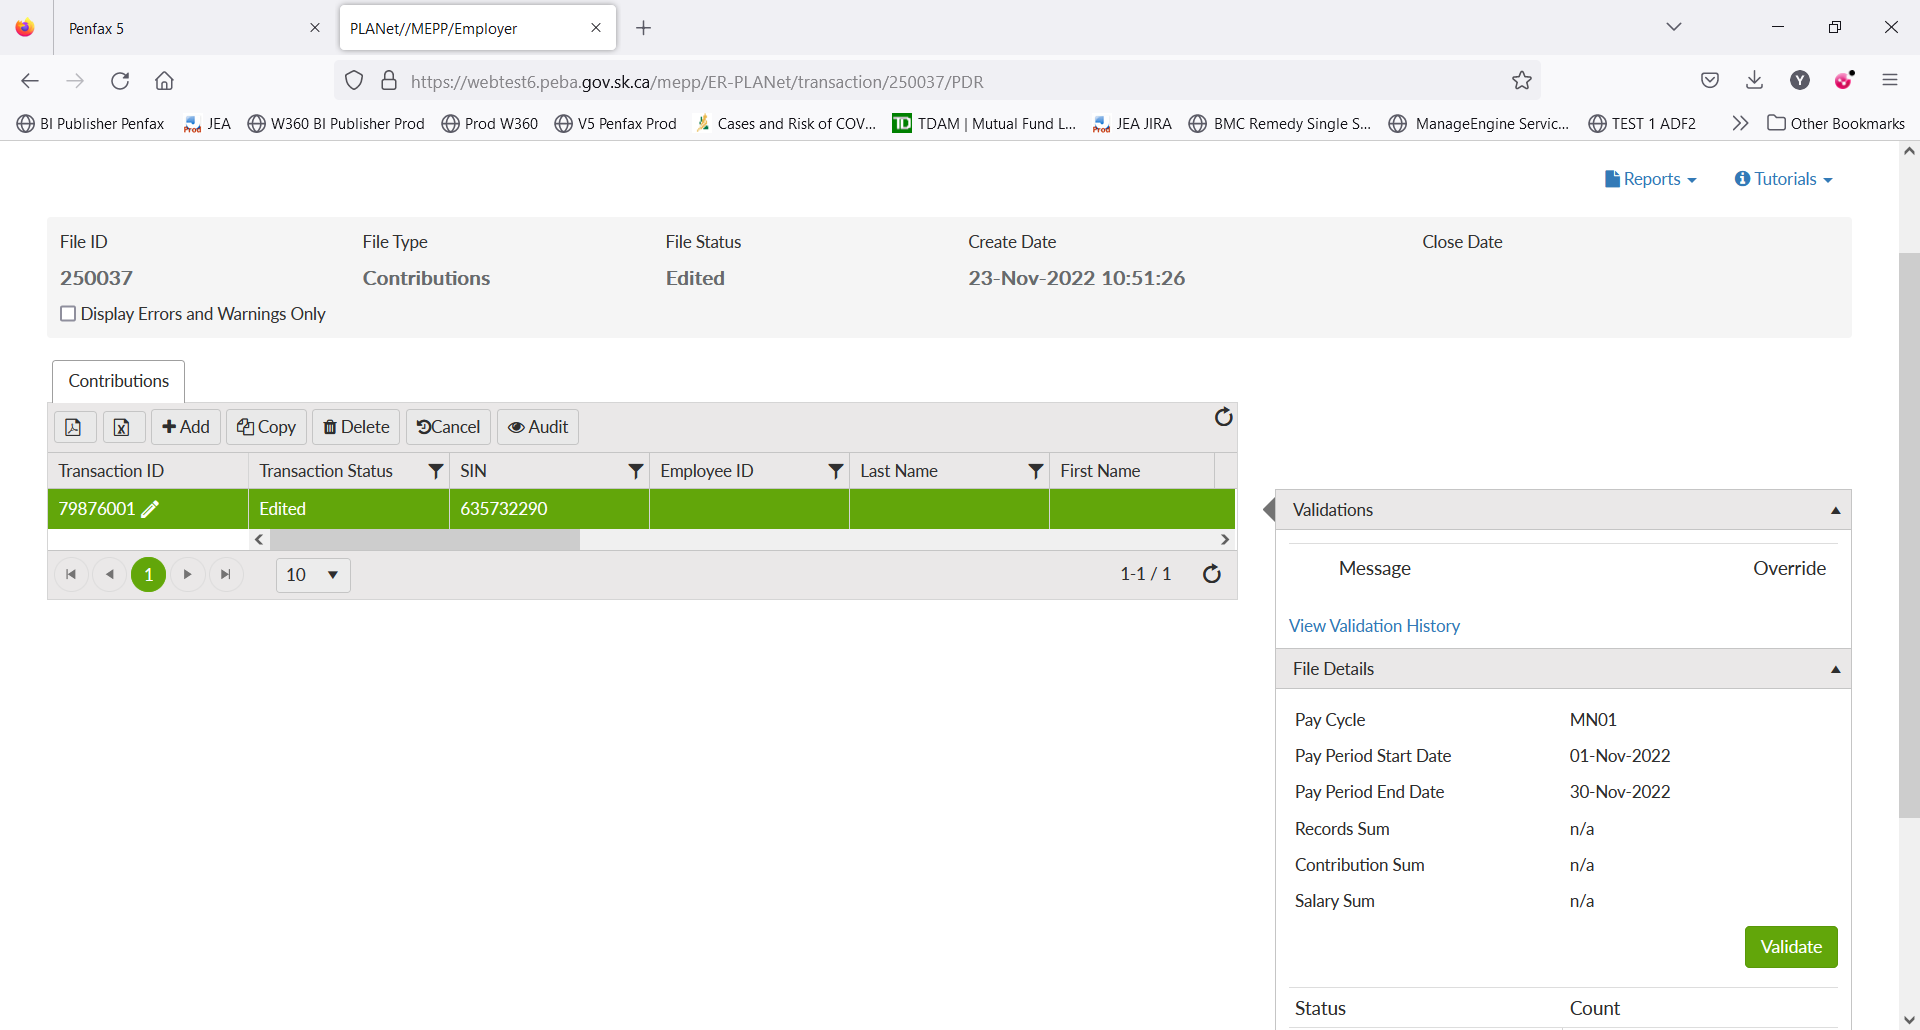 Penfax 5
PLANet//MEPP/Employer
https://webtest6.peba.gov.sk.ca/mepp/ER-PLANet/transaction/250037/PDR
Y
BI Publisher Penfax
Prod JEA
W360 BI Publisher Prod
Prod W360
V5 Penfax Prod
Cases and Risk of COV...
TD TDAM | Mutual Fund L...
Prod JEA JIRA
BMC Remedy Single S...
ManageEngine Servic...
TEST 1 ADF2
Other Bookmarks
Reports
Tutorials
File ID File Type File Status Create Date Close Date
250037 Contributions Edited 23-Nov-2022 10:51:26
Display Errors and Warnings Only
Contributions
Add Copy Delete Cancel Audit
Transaction ID Transaction Status SIN Employee ID Last Name First Name
79876001 Edited 635732290
1 10 1-1 / 1
Validations
Message Override
View Validation History
File Details
Pay Cycle MN01
Pay Period Start Date 01-Nov-2022
Pay Period End Date 30-Nov-2022
Records Sum n/a
Contribution Sum n/a
Salary Sum n/a
Validate
Status Count